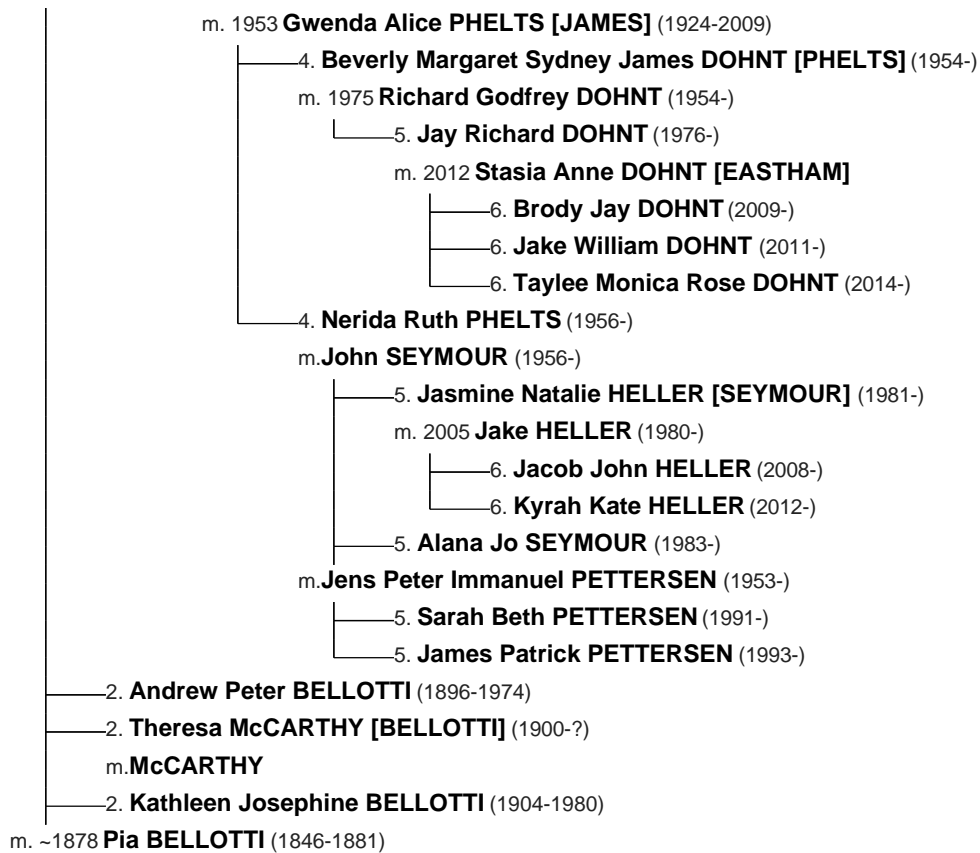 m. 1953 Gwenda Alice PHELTS [JAMES] (1924-2009)
4. Beverly Margaret Sydney James DOHNT [PHELTS] (1954-)
m. 1975 Richard Godfrey DOHNT (1954-)
5. Jay Richard DOHNT (1976-)
m. 2012 Stasia Anne DOHNT [EASTHAM]
6. Brody Jay DOHNT (2009-)
6. Jake William DOHNT (2011-)
6. Taylee Monica Rose DOHNT (2014-)
4. Nerida Ruth PHELTS (1956-)
m.John SEYMOUR (1956-)
5. Jasmine Natalie HELLER [SEYMOUR] (1981-)
m. 2005 Jake HELLER (1980-)
6. Jacob John HELLER (2008-)
6. Kyrah Kate HELLER (2012-)
5. Alana Jo SEYMOUR (1983-)
m.Jens Peter Immanuel PETTERSEN (1953-)
5. Sarah Beth PETTERSEN (1991-)
5. James Patrick PETTERSEN (1993-)
2. Andrew Peter BELLOTTI (1896-1974)
2. Theresa McCARTHY [BELLOTTI] (1900-?)
m.McCARTHY
2. Kathleen Josephine BELLOTTI (1904-1980)
m. ~1878 Pia BELLOTTI (1846-1881)